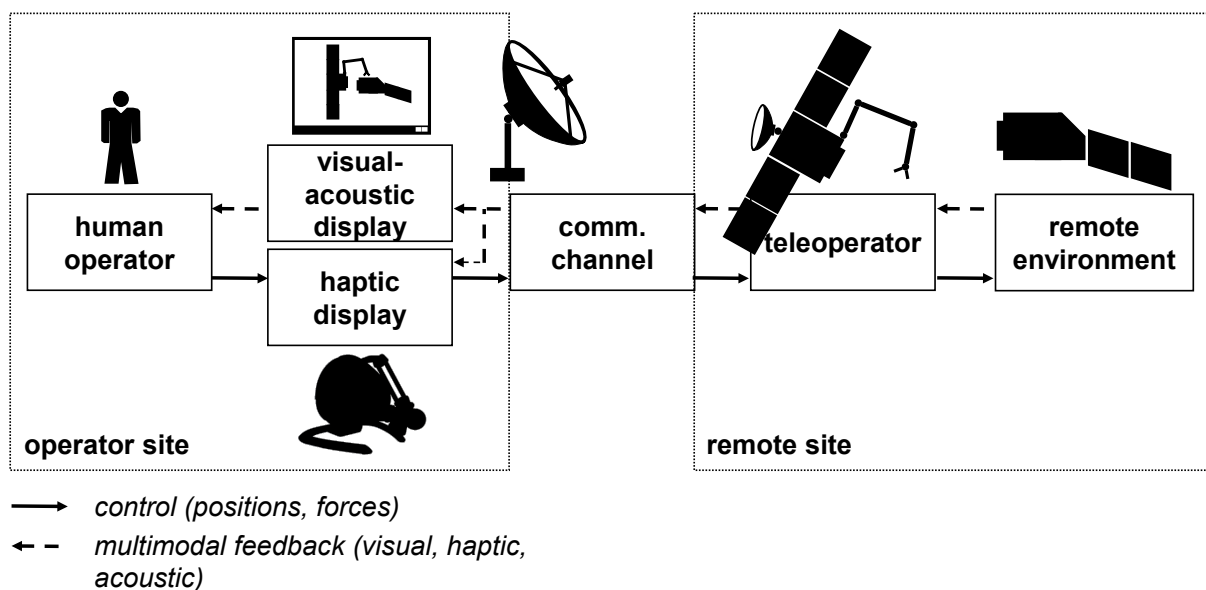 visual-
acoustic
display
human
operator
haptic
display
comm.
channel
teleoperator
remote
environment
operator site
remote site
control (positions, forces)
multimodal feedback (visual, haptic,
acoustic)